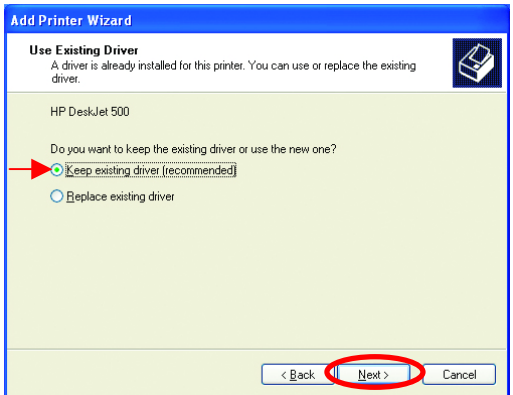 Add Printer Wizard
Use Existing Driver
A driver is already installed for this printer. You can use or replace the existing
driver.
HP DeskJet 500
Do you want to keep the existing driver or use the new one?
Keep existing driver (recommended)
Replace existing driver
< Back
Next >
Cancel